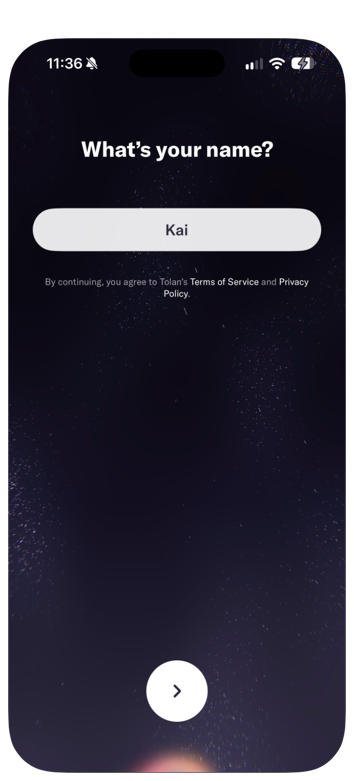 11:36
What's your name?
Kai
By continuing, you agree to Tolan's Terms of Service and Privacy
Policy.